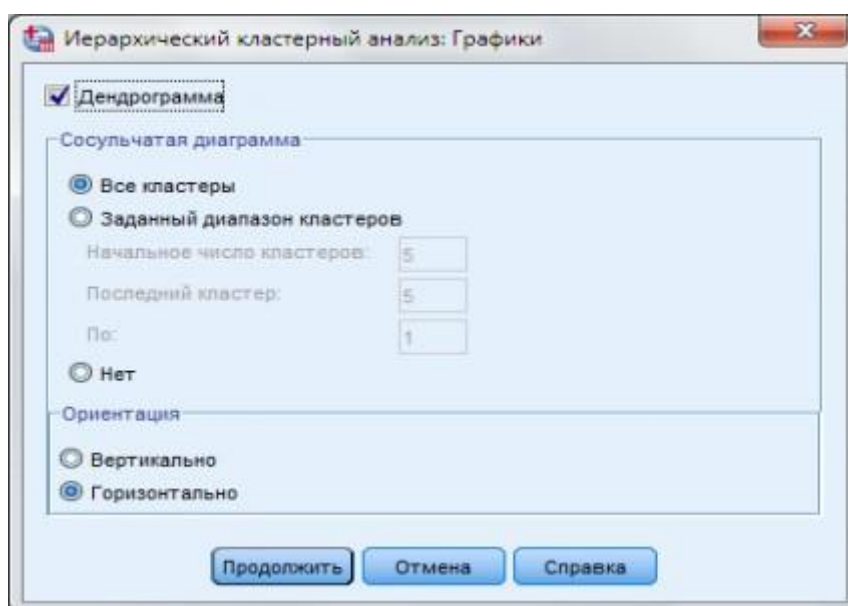 Иерархический кластерный анализ: Графики
Дендрограмма
Сосульчатая диаграмма
Все кластеры
Заданный диапазон кластеров
Начальное число кластеров: 5
Последний кластер: 5
По: 1
Нет
Ориентация
Вертикально
Горизонтально
Продолжить Отмена Справка